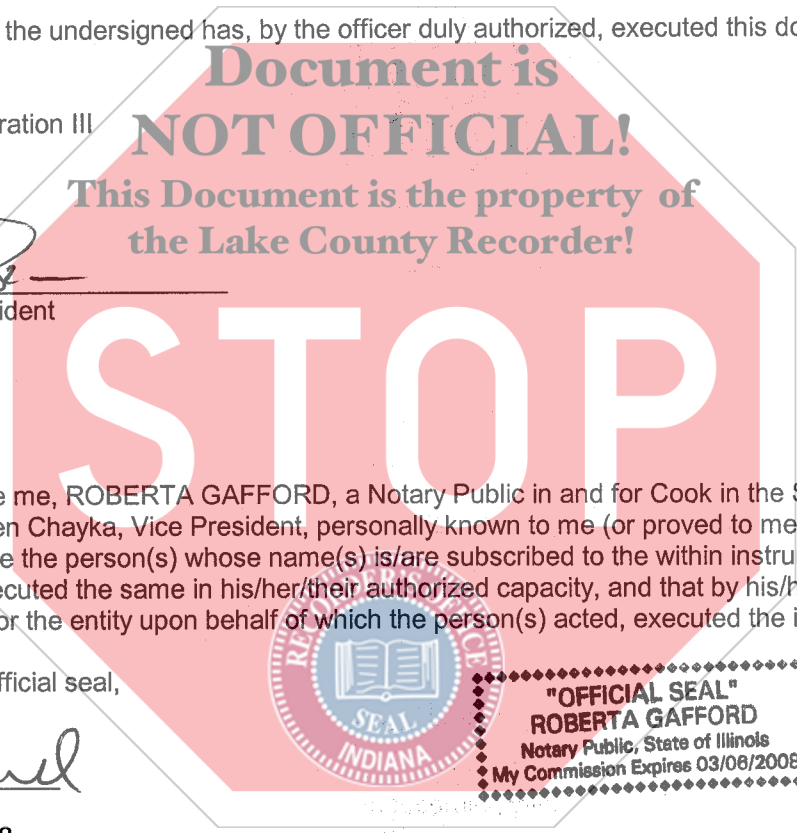 the undersigned has, by the officer duly authorized, executed this do
Document is
ration III
NOT OFFICIAL!
This Document is the property of
the Lake County Recorder!
ident
STOP
e me, ROBERTA GAFFORD, a Notary Public in and for Cook in the S
en Chayka, Vice President, personally known to me (or proved to me
e the person(s) whose name(s) is/are subscribed to the within instru
ecuted the same in his/her/their authorized capacity, and that by his/h
or the entity upon behalf of which the person(s) acted, executed the i
RECORDER'S OFFICE
SEAL
INDIANA
fficial seal,
"OFFICIAL SEAL"
ROBERTA GAFFORD
Notary Public, State of Illinois
My Commission Expires 03/06/2008